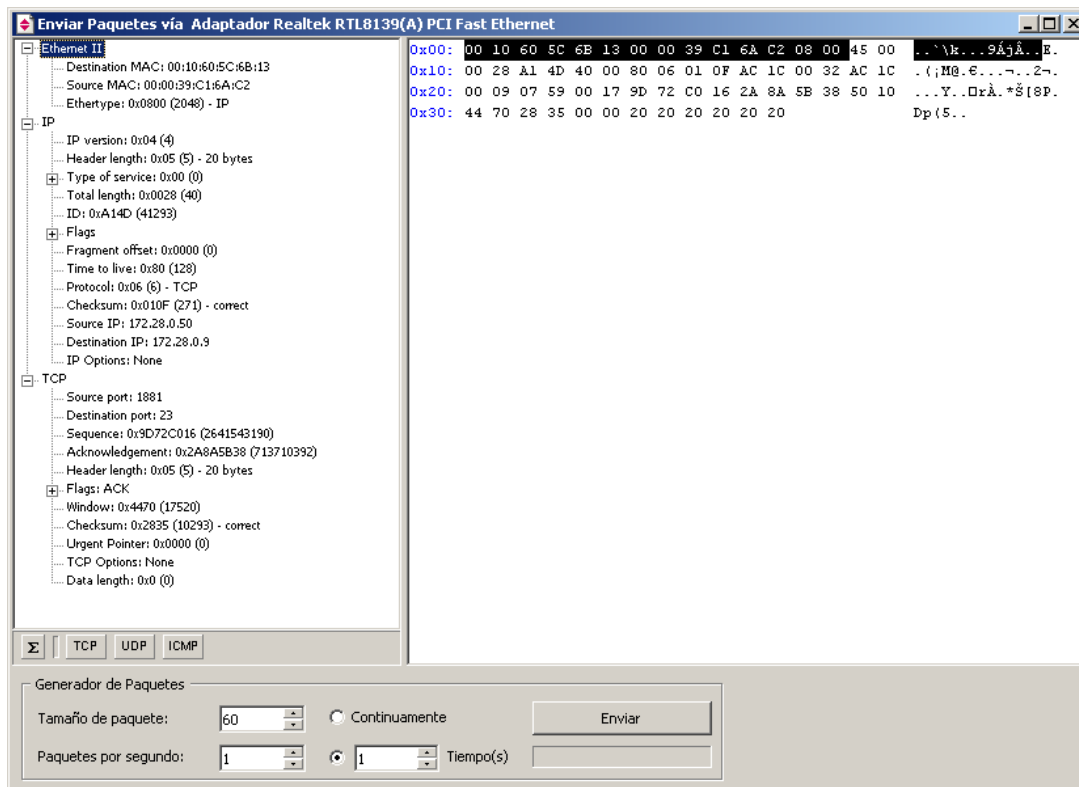 Enviar Paquetes vía Adaptador Realtek RTL8139(A) PCI Fast Ethernet
Ethernet II
Destination MAC: 00:10:60:5C:6B:13
Source MAC: 00:00:39:C1:6A:C2
Ethertype: 0x0800 (2048) - IP
IP
IP version: 0x04 (4)
Header length: 0x05 (5) - 20 bytes
Type of service: 0x00 (0)
Total length: 0x0028 (40)
ID: 0xA14D (41293)
Flags
Fragment offset: 0x0000 (0)
Time to live: 0x80 (128)
Protocol: 0x06 (6) - TCP
Checksum: 0x010F (271) - correct
Source IP: 172.28.0.50
Destination IP: 172.28.0.9
IP Options: None
TCP
Source port: 1881
Destination port: 23
Sequence: 0x9D72C016 (2641543190)
Acknowledgement: 0x2A8A5B38 (713710392)
Header length: 0x05 (5) - 20 bytes
Flags: ACK
Window: 0x4470 (17520)
Checksum: 0x2835 (10293) - correct
Urgent Pointer: 0x0000 (0)
TCP Options: None
Data length: 0x0 (0)
0x00: 00 10 60 5C 6B 13 00 00 39 C1 6A C2 08 00 45 00 ..`\k...9ÁjÂ..E.
0x10: 00 28 A1 4D 40 00 80 06 01 0F AC 1C 00 32 AC 1C .(¡M@.€...¬..2¬.
0x20: 00 09 07 59 00 17 9D 72 C0 16 2A 8A 5B 38 50 10 ...Y..□rÀ.*Š[8P.
0x30: 44 70 28 35 00 00 20 20 20 20 20 20 Dp(5..
Σ TCP UDP ICMP
Generador de Paquetes
Tamaño de paquete: 60 Continuamente Enviar
Paquetes por segundo: 1 1 Tiempo(s)